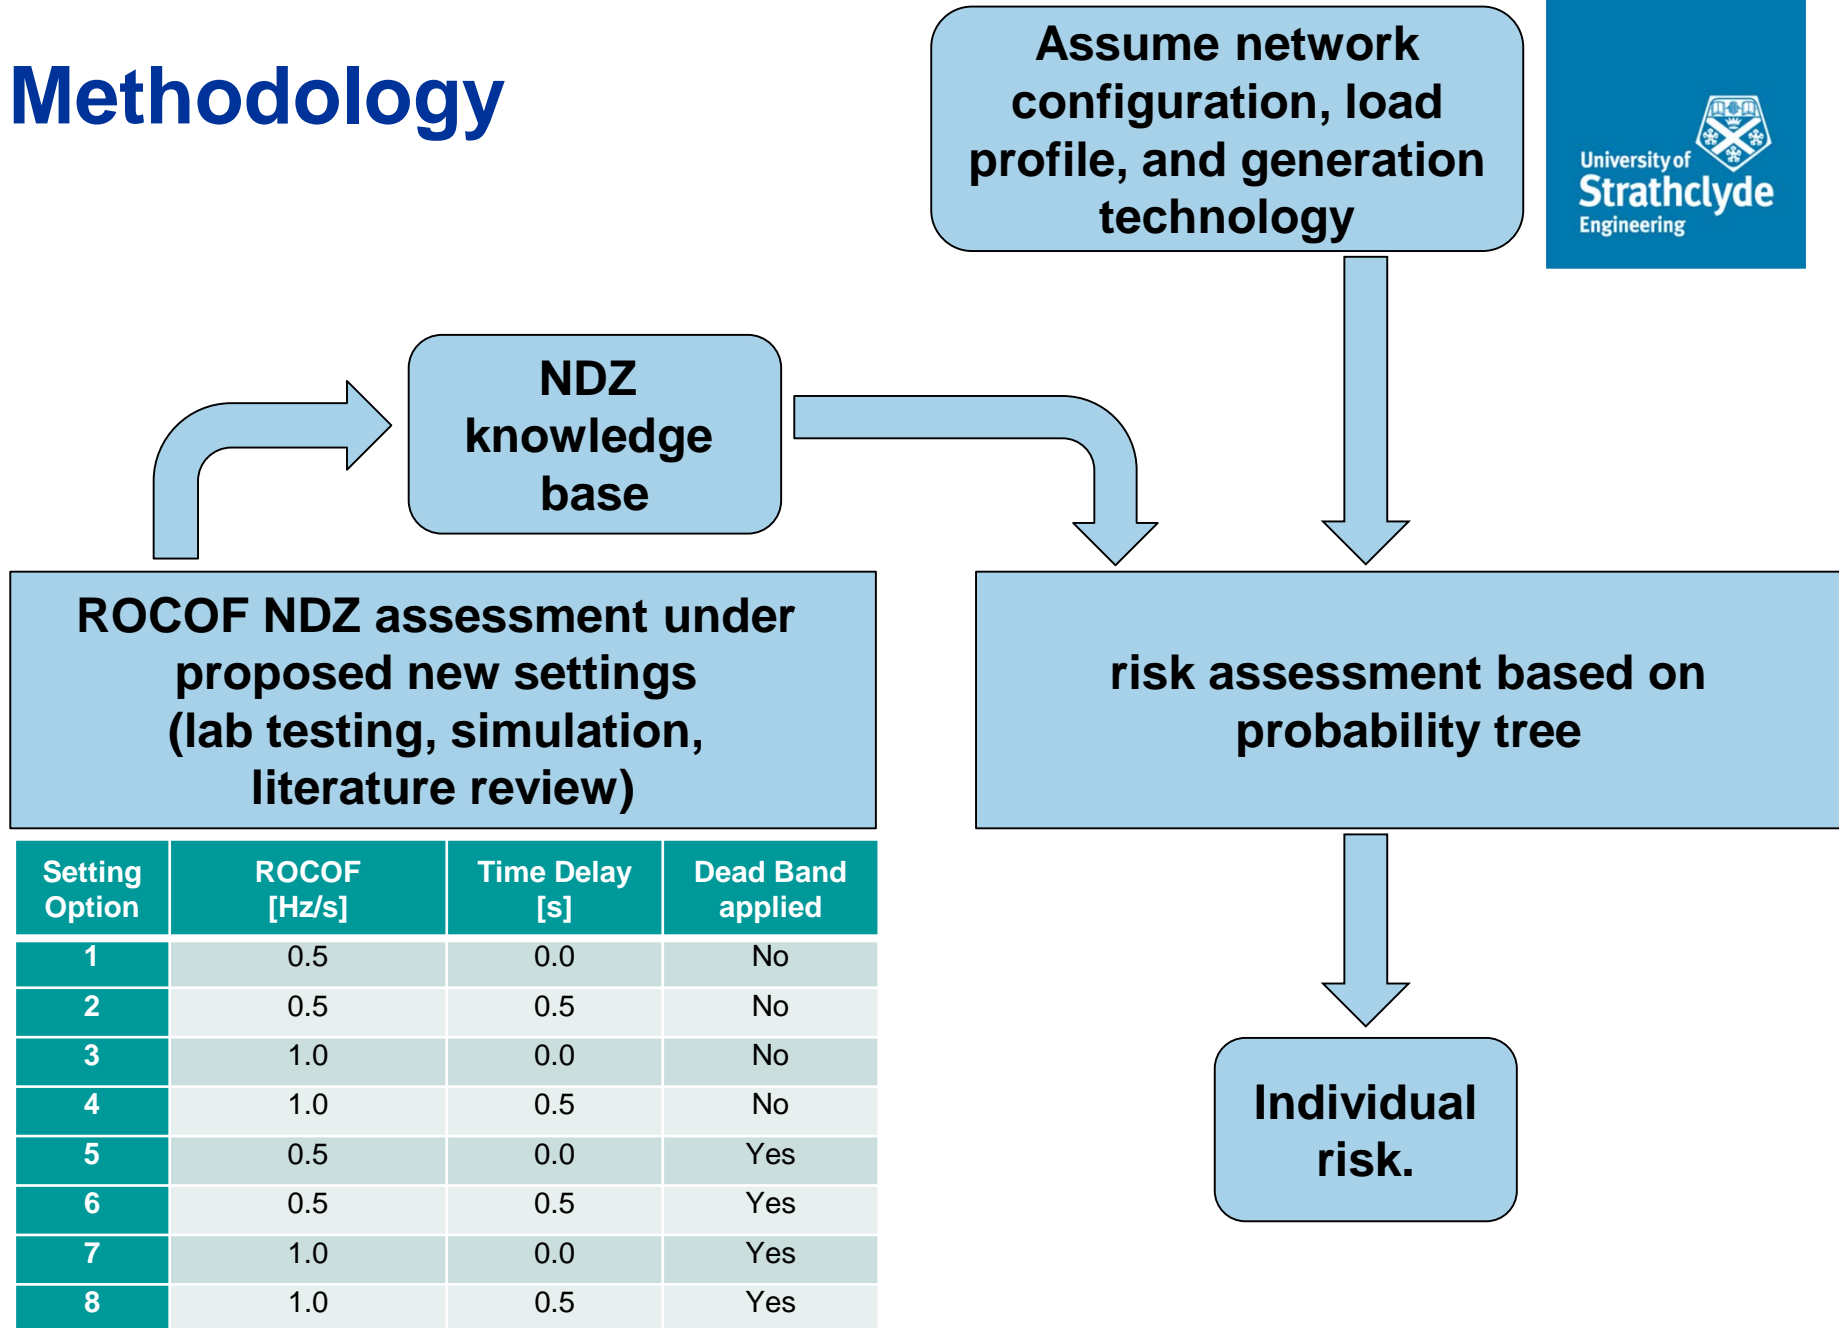 Methodology
Assume network
configuration, load
profile, and generation
technology
University of
Strathclyde
Engineering
NDZ
knowledge
base
ROCOF NDZ assessment under
proposed new settings
(lab testing, simulation,
literature review)
risk assessment based on
probability tree
Individual
risk.
Setting Option ROCOF [Hz/s] Time Delay [s] Dead Band applied
1 0.5 0.0 No
2 0.5 0.5 No
3 1.0 0.0 No
4 1.0 0.5 No
5 0.5 0.0 Yes
6 0.5 0.5 Yes
7 1.0 0.0 Yes
8 1.0 0.5 Yes